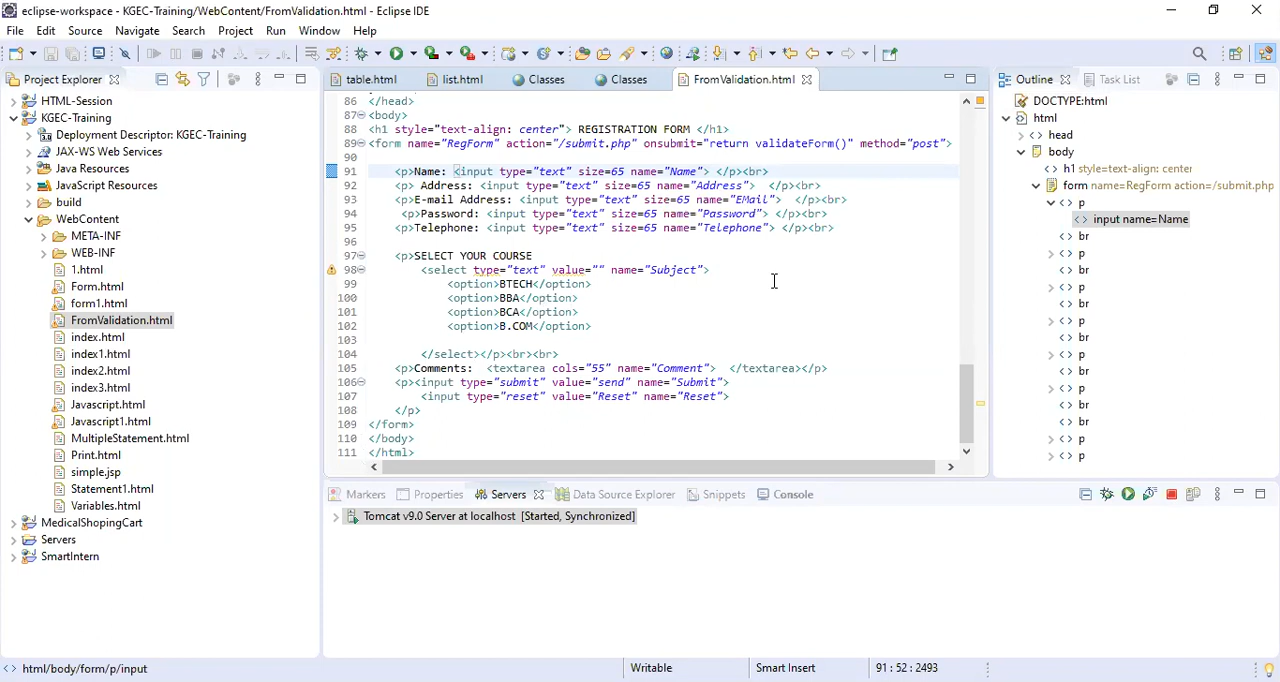 eclipse-workspace - KGEC-Training/WebContent/FromValidation.html - Eclipse IDE
File Edit Source Navigate Search Project Run Window Help
Project Explorer
HTML-Session
KGEC-Training
Deployment Descriptor: KGEC-Training
JAX-WS Web Services
Java Resources
JavaScript Resources
build
WebContent
META-INF
WEB-INF
1.html
Form.html
form1.html
FromValidation.html
index.html
index1.html
index2.html
index3.html
Javascript.html
Javascript1.html
MultipleStatement.html
Print.html
simple.jsp
Statement1.html
Variables.html
MedicalShopingCart
Servers
SmartIntern
table.html list.html Classes Classes FromValidation.html
86 </head>
87 <body>
88 <h1 style="text-align: center"> REGISTRATION FORM </h1>
89 <form name="RegForm" action="/submit.php" onsubmit="return validateForm()" method="post">
90
91 <p>Name: <input type="text" size=65 name="Name"> </p><br>
92 <p> Address: <input type="text" size=65 name="Address"> </p><br>
93 <p>E-mail Address: <input type="text" size=65 name="EMail"> </p><br>
94 <p>Password: <input type="text" size=65 name="Password"> </p><br>
95 <p>Telephone: <input type="text" size=65 name="Telephone"> </p><br>
96
97 <p>SELECT YOUR COURSE
98 <select type="text" value="" name="Subject">
99 <option>BTECH</option>
100 <option>BBA</option>
101 <option>BCA</option>
102 <option>B.COM</option>
103
104 </select></p><br><br>
105 <p>Comments: <textarea cols="55" name="Comment"> </textarea></p>
106 <p><input type="submit" value="send" name="Submit">
107 <input type="reset" value="Reset" name="Reset">
108 </p>
109 </form>
110 </body>
111 </html>
Outline Task List
DOCTYPE:html
html
head
body
h1 style=text-align: center
form name=RegForm action=/submit.php
p
input name=Name
br
p
br
p
br
p
br
p
br
p
br
br
p
p
Markers Properties Servers Data Source Explorer Snippets Console
Tomcat v9.0 Server at localhost [Started, Synchronized]
html/body/form/p/input Writable Smart Insert 91 : 52 : 2493